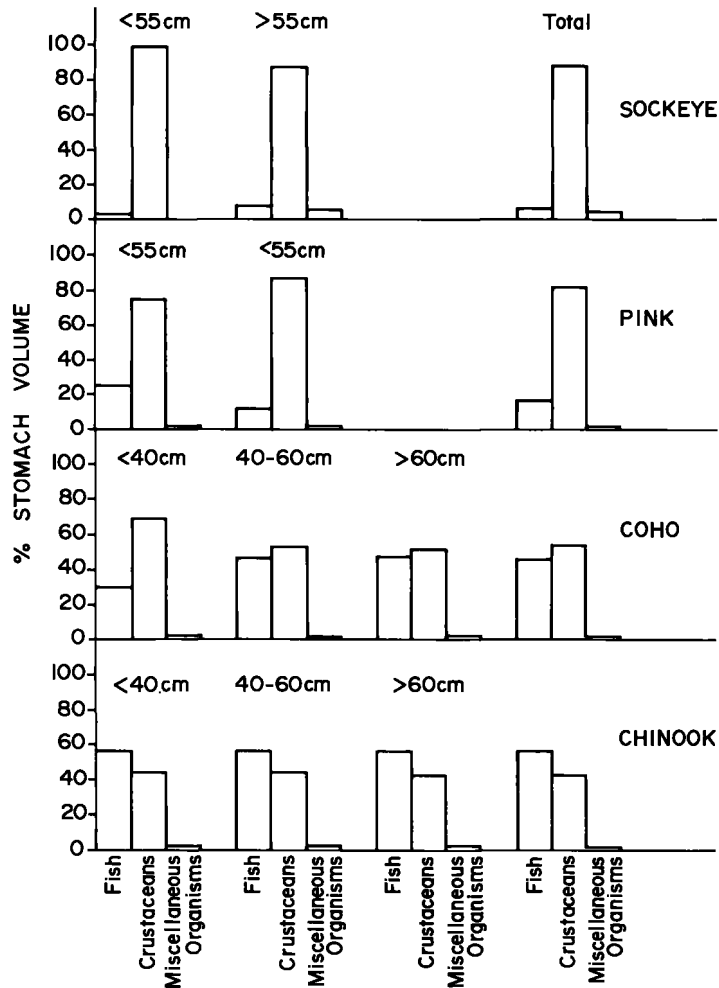 <55cm >55cm Total
100
80
60
40
20
0
SOCKEYE
<55cm <55cm
80
60
40
20
0
PINK
<40cm 40-60cm >60cm
100
80
60
40
20
0
COHO
<40cm 40-60cm >60cm
100
80
60
40
20
0
CHINOOK
% STOMACH VOLUME
Fish
Crustaceans
Miscellaneous
Organisms
Fish
Crustaceans
Miscellaneous
Organisms
Fish
Crustaceans
Miscellaneous
Organisms
Fish
Crustaceans
Miscellaneous
Organisms